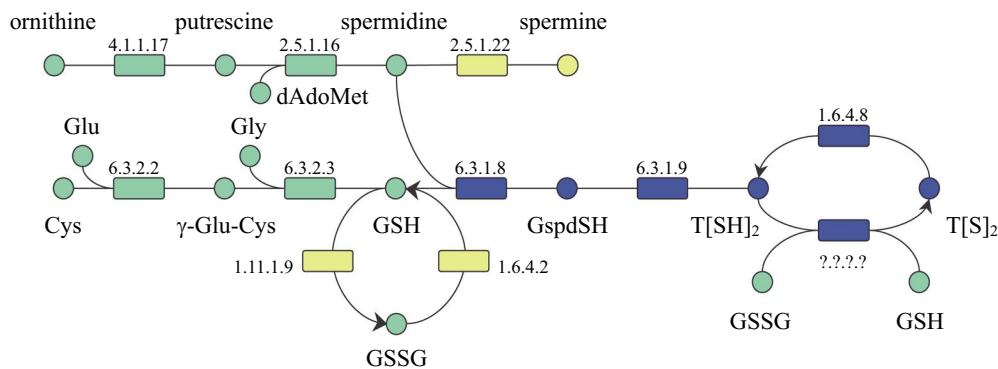 ornithine putrescine spermidine spermine
4.1.1.17 2.5.1.16 2.5.1.22
dAdoMet
Glu Gly 1.6.4.8
6.3.2.2 6.3.2.3 6.3.1.8 6.3.1.9
Cys γ-Glu-Cys GSH GspdSH T[SH]2 T[S]2
1.11.1.9 1.6.4.2 ?.?.?.?
GSSG GSH
GSSG